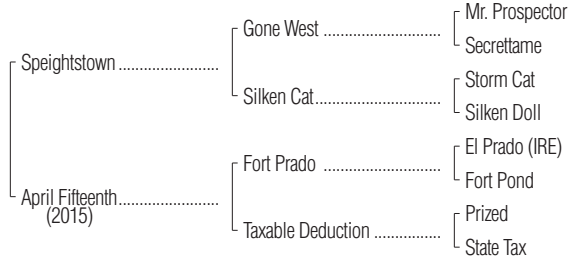 Mr. Prospector
Gone West ..............................
Secrettame
Speightstown .........................
Storm Cat
Silken Cat................................
Silken Doll
El Prado (IRE)
Fort Prado ..............................
Fort Pond
April Fifteenth.........................
(2015)
Prized
Taxable Deduction .................
State Tax